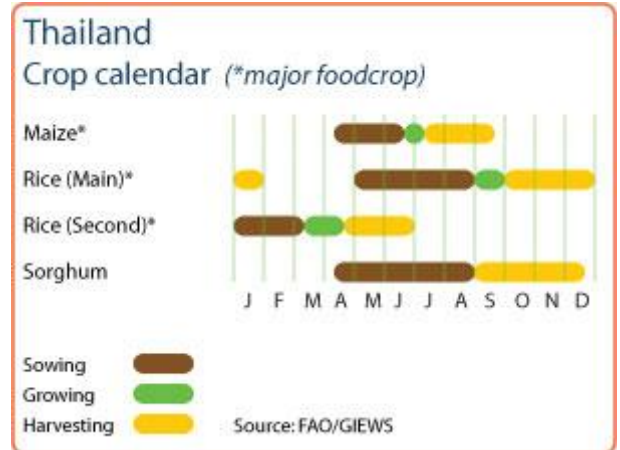 Thailand
Crop calendar (*major foodcrop)
Maize*
Rice (Main)*
Rice (Second)*
Sorghum
J F M A M J J A S O N D
Sowing
Growing
Harvesting
Source: FAO/GIEWS